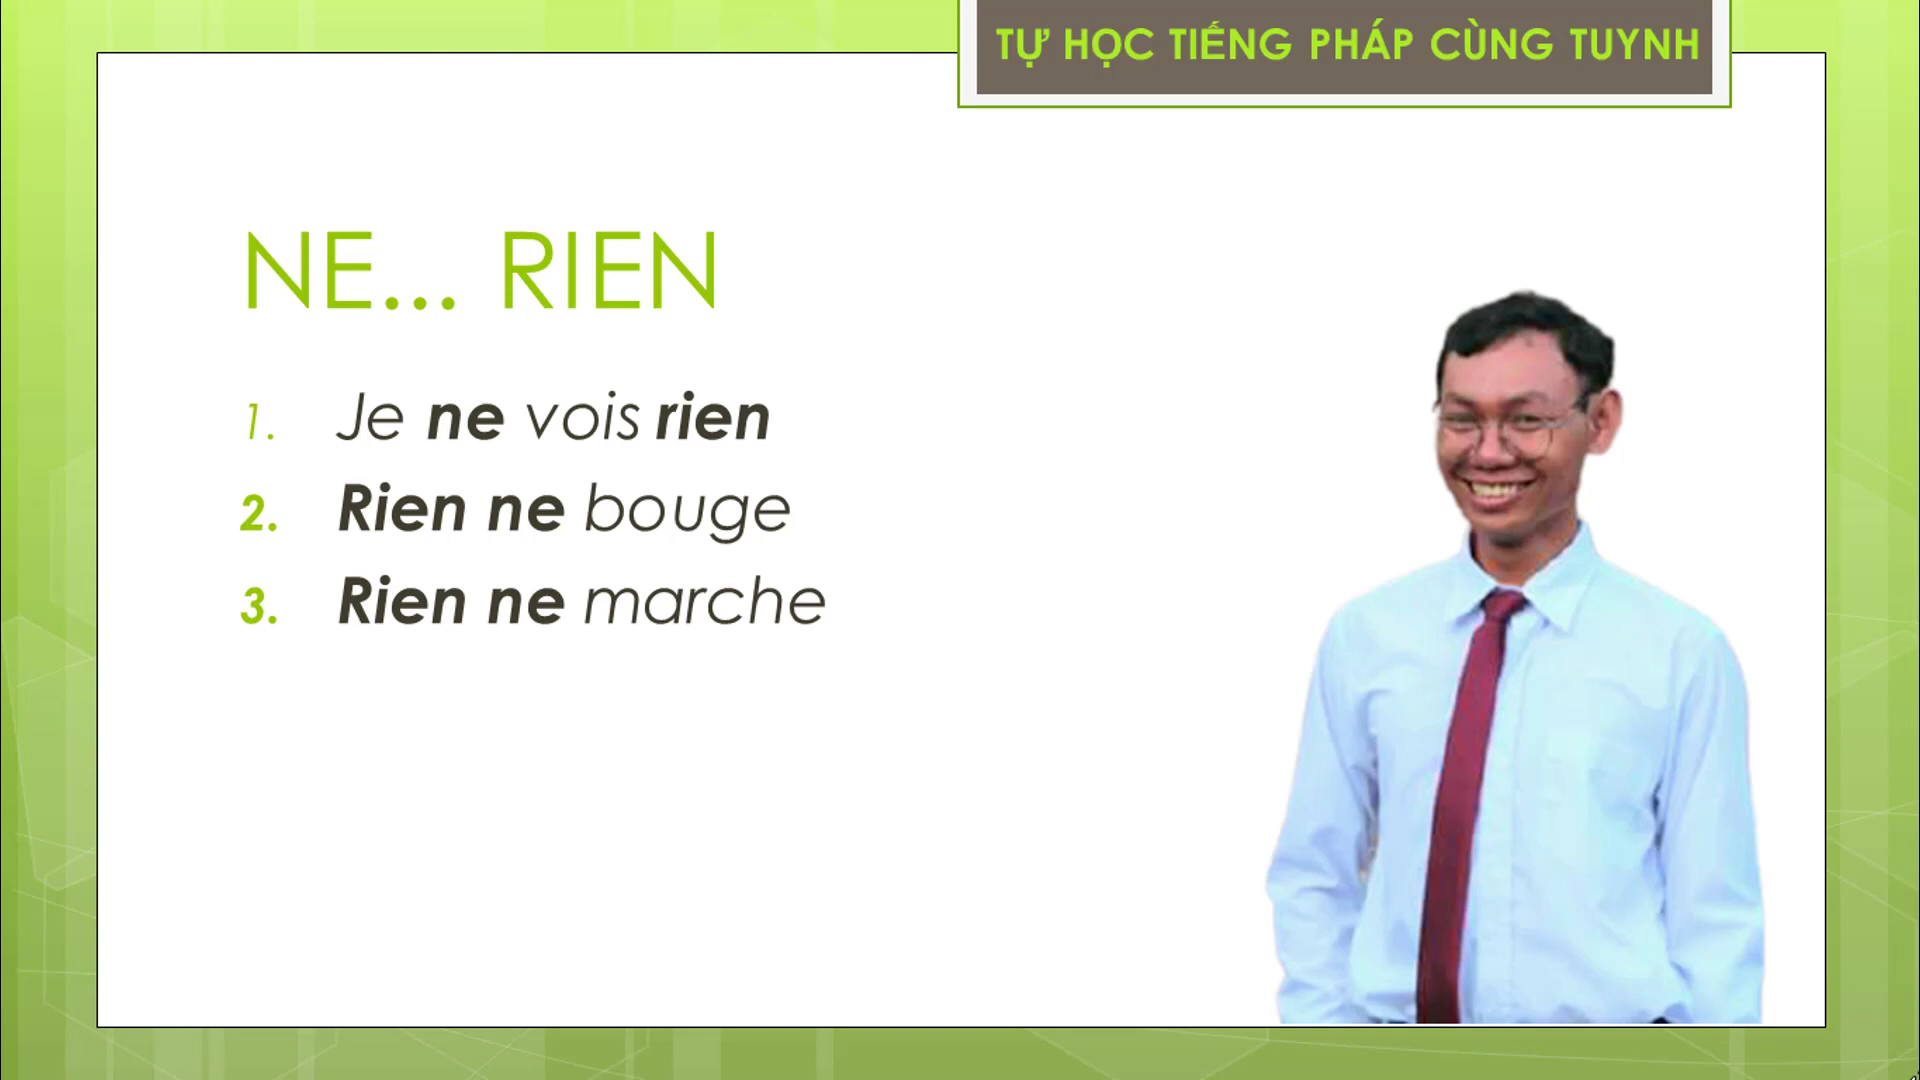 TỰ HỌC TIẾNG PHÁP CÙNG TUYNH
NE... RIEN
1. Je ne vois rien
2. Rien ne bouge
3. Rien ne marche